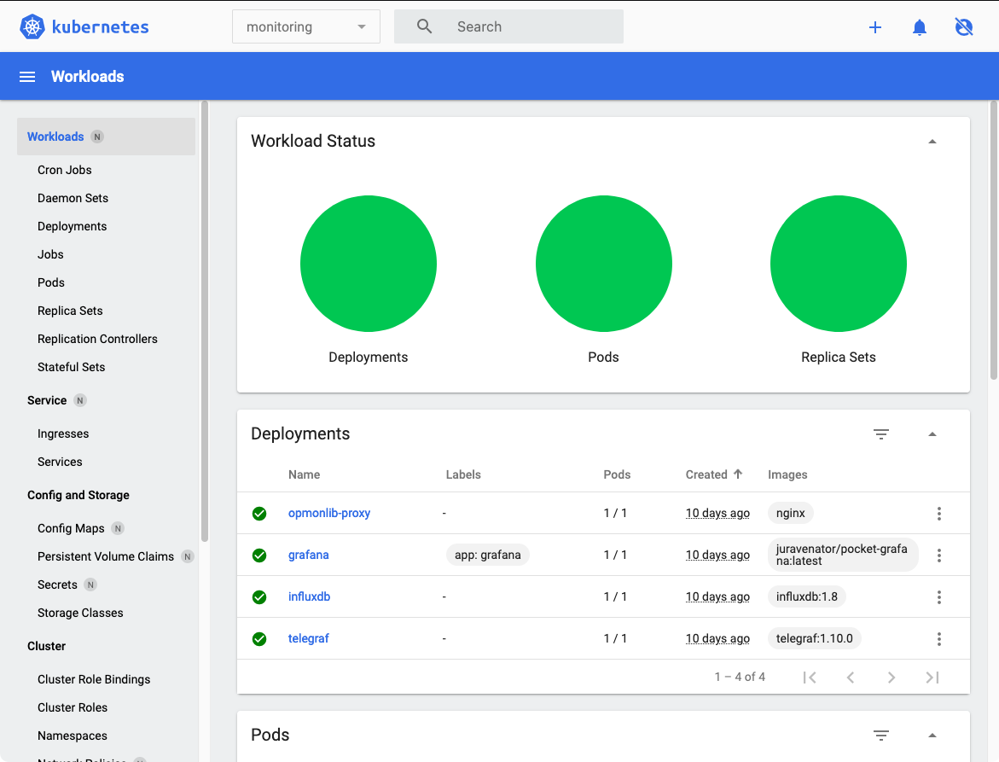 kubernetes
monitoring
Search
Workloads
Workloads N
Cron Jobs
Daemon Sets
Deployments
Jobs
Pods
Replica Sets
Replication Controllers
Stateful Sets
Service N
Ingresses
Services
Config and Storage
Config Maps N
Persistent Volume Claims N
Secrets N
Storage Classes
Cluster
Cluster Role Bindings
Cluster Roles
Namespaces
Network Policies N
Workload Status
Deployments Pods Replica Sets
Deployments
Name Labels Pods Created Images
opmonlib-proxy - 1 / 1 10 days ago nginx
grafana app: grafana 1 / 1 10 days ago juravenator/pocket-grafa
na:latest
influxdb - 1 / 1 10 days ago influxdb:1.8
telegraf - 1 / 1 10 days ago telegraf:1.10.0
1 – 4 of 4
Pods